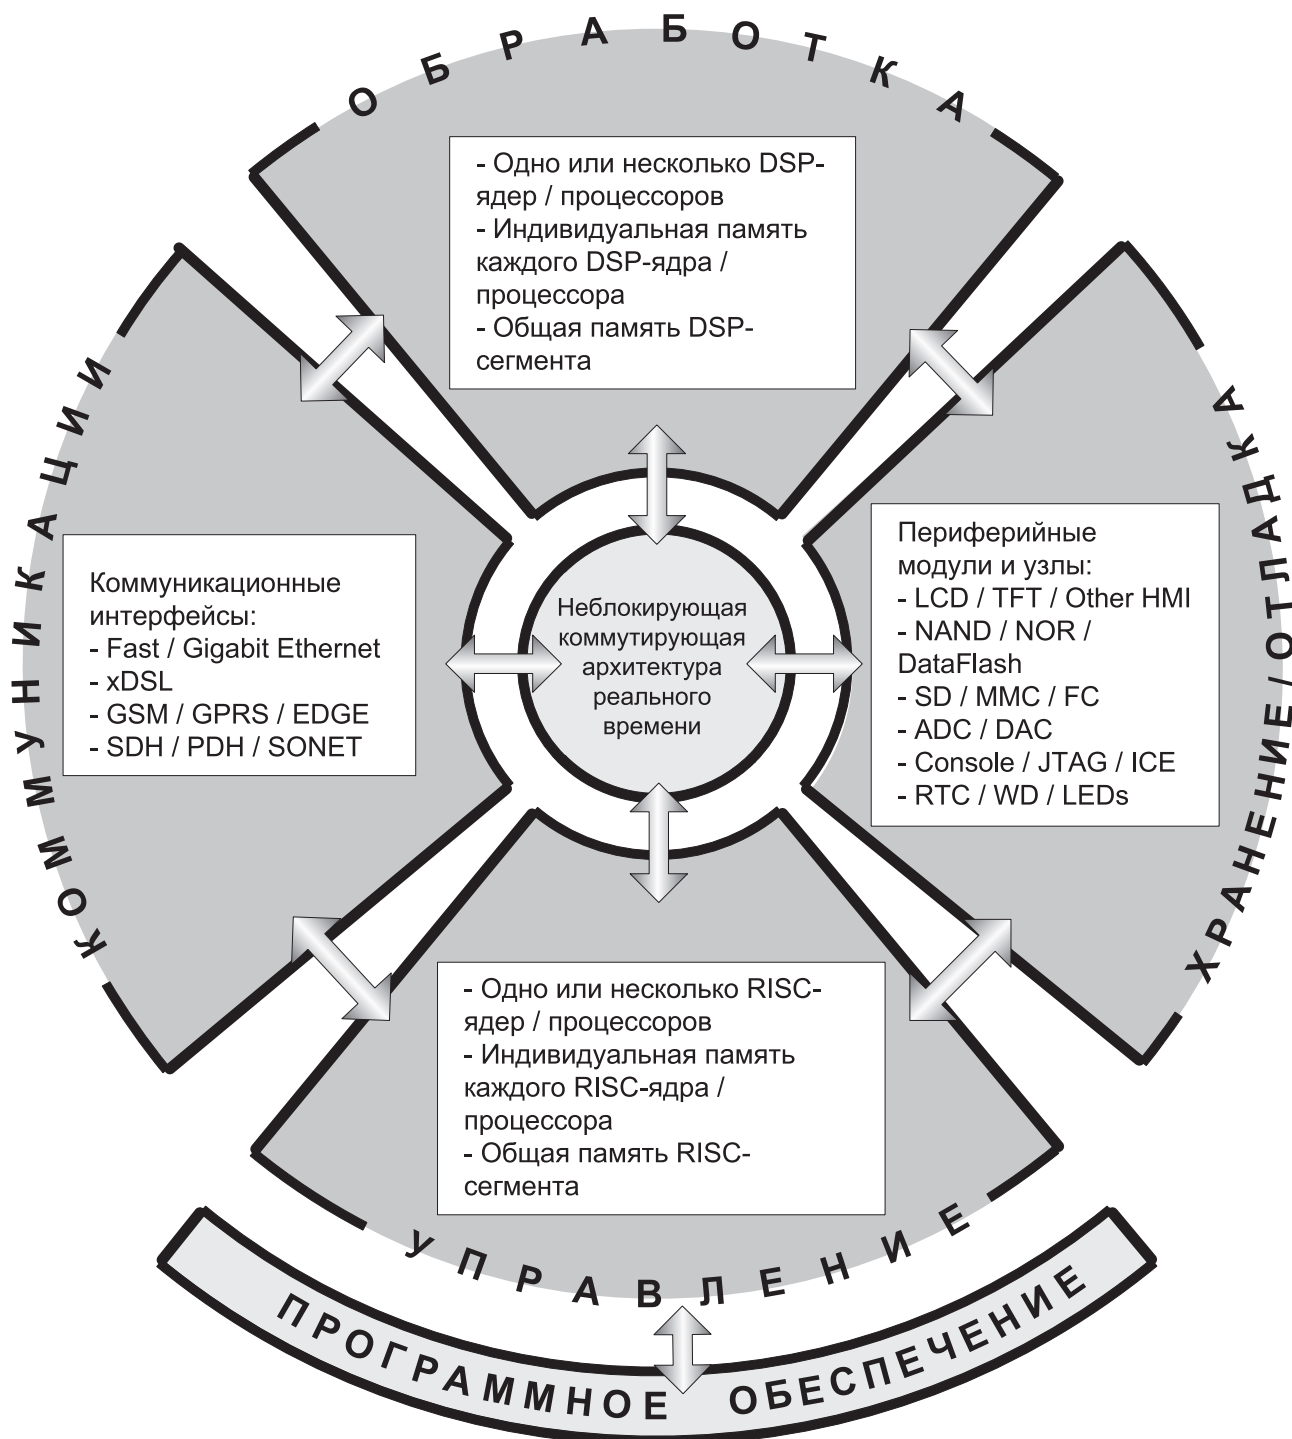 ОБРАБОТКА
- Одно или несколько DSP-
ядер / процессоров
- Индивидуальная память
каждого DSP-ядра /
процессора
- Общая память DSP-
сегмента
КОММУНИКАЦИИ
Коммуникационные
интерфейсы:
- Fast / Gigabit Ethernet
- xDSL
- GSM / GPRS / EDGE
- SDH / PDH / SONET
Неблокирующая
коммутирующая
архитектура
реального
времени
Периферийные
модули и узлы:
- LCD / TFT / Other HMI
- NAND / NOR /
DataFlash
- SD / MMC / FC
- ADC / DAC
- Console / JTAG / ICE
- RTC / WD / LEDs
ХРАНЕНИЕ/ОТЛАДКА
- Одно или несколько RISC-
ядер / процессоров
- Индивидуальная память
каждого RISC-ядра /
процессора
- Общая память RISC-
сегмента
УПРАВЛЕНИЕ
ПРОГРАММНОЕ ОБЕСПЕЧЕНИЕ